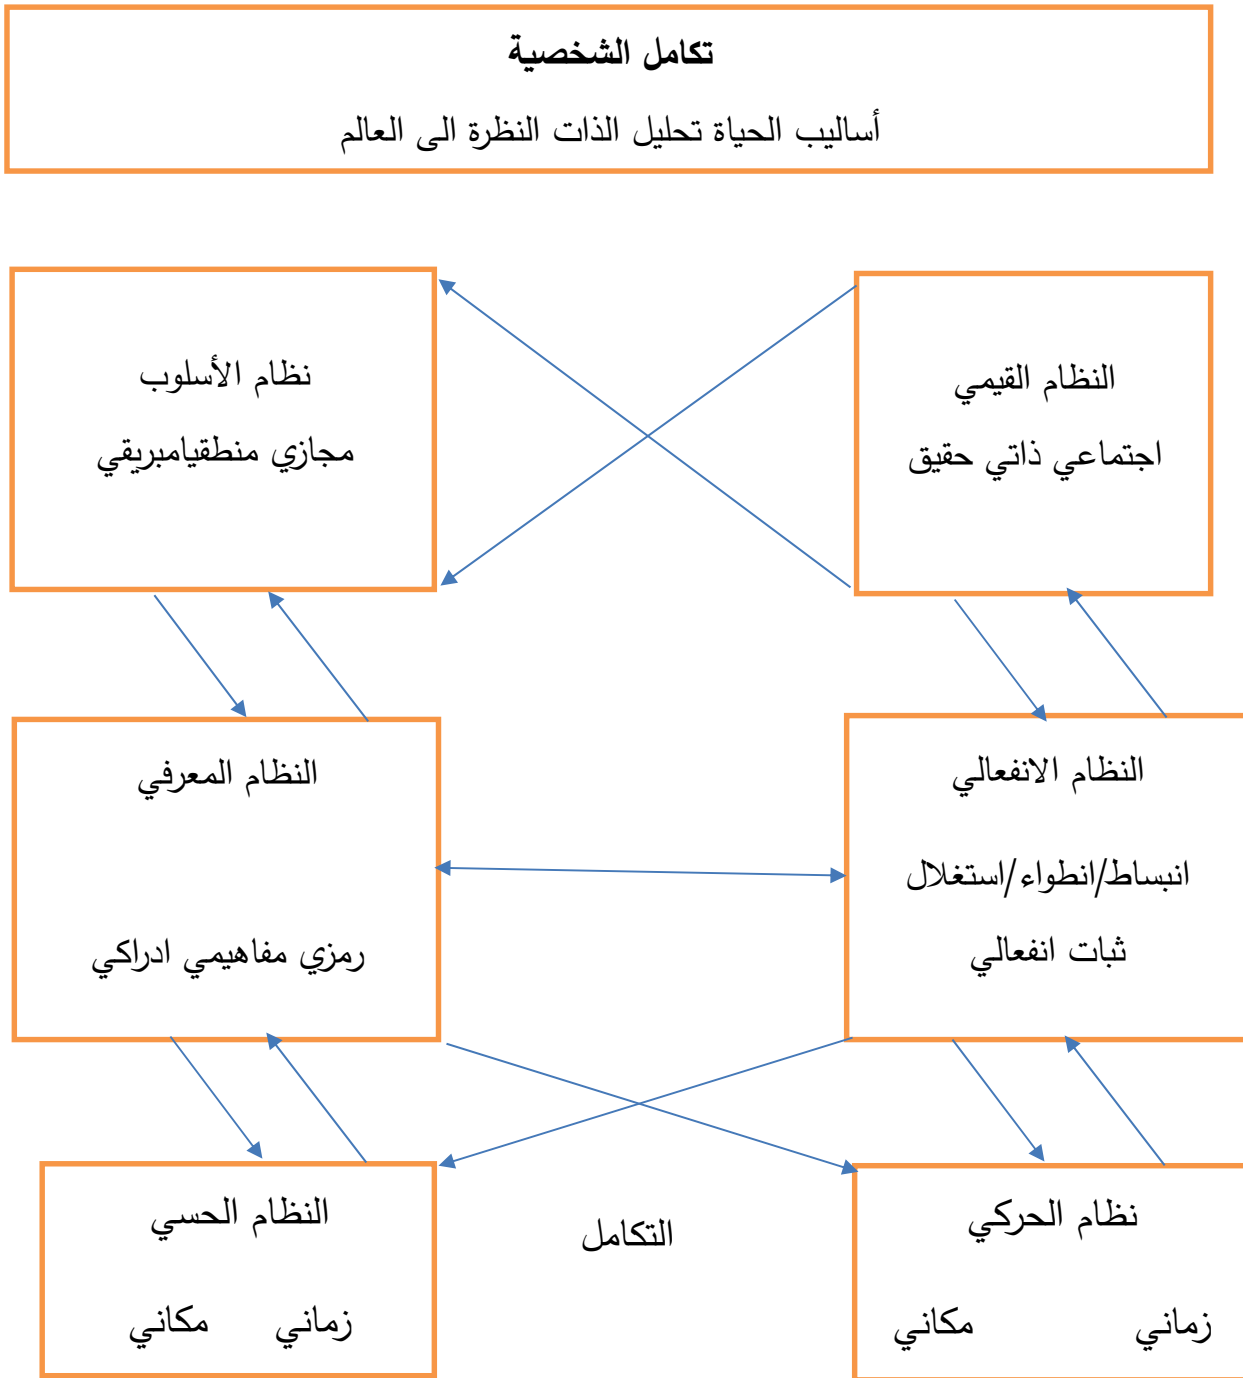 تكامل الشخصية
أساليب الحياة تحليل الذات النظرة الى العالم
النظام القيمي
اجتماعي ذاتي حقيق
نظام الأسلوب
مجازي منطقيامبريقي
النظام الانفعالي
انبساط/انطواء/استغلال
ثبات انفعالي
النظام المعرفي
رمزي مفاهيمي ادراكي
نظام الحركي
زماني مكاني
التكامل
النظام الحسي
زماني مكاني